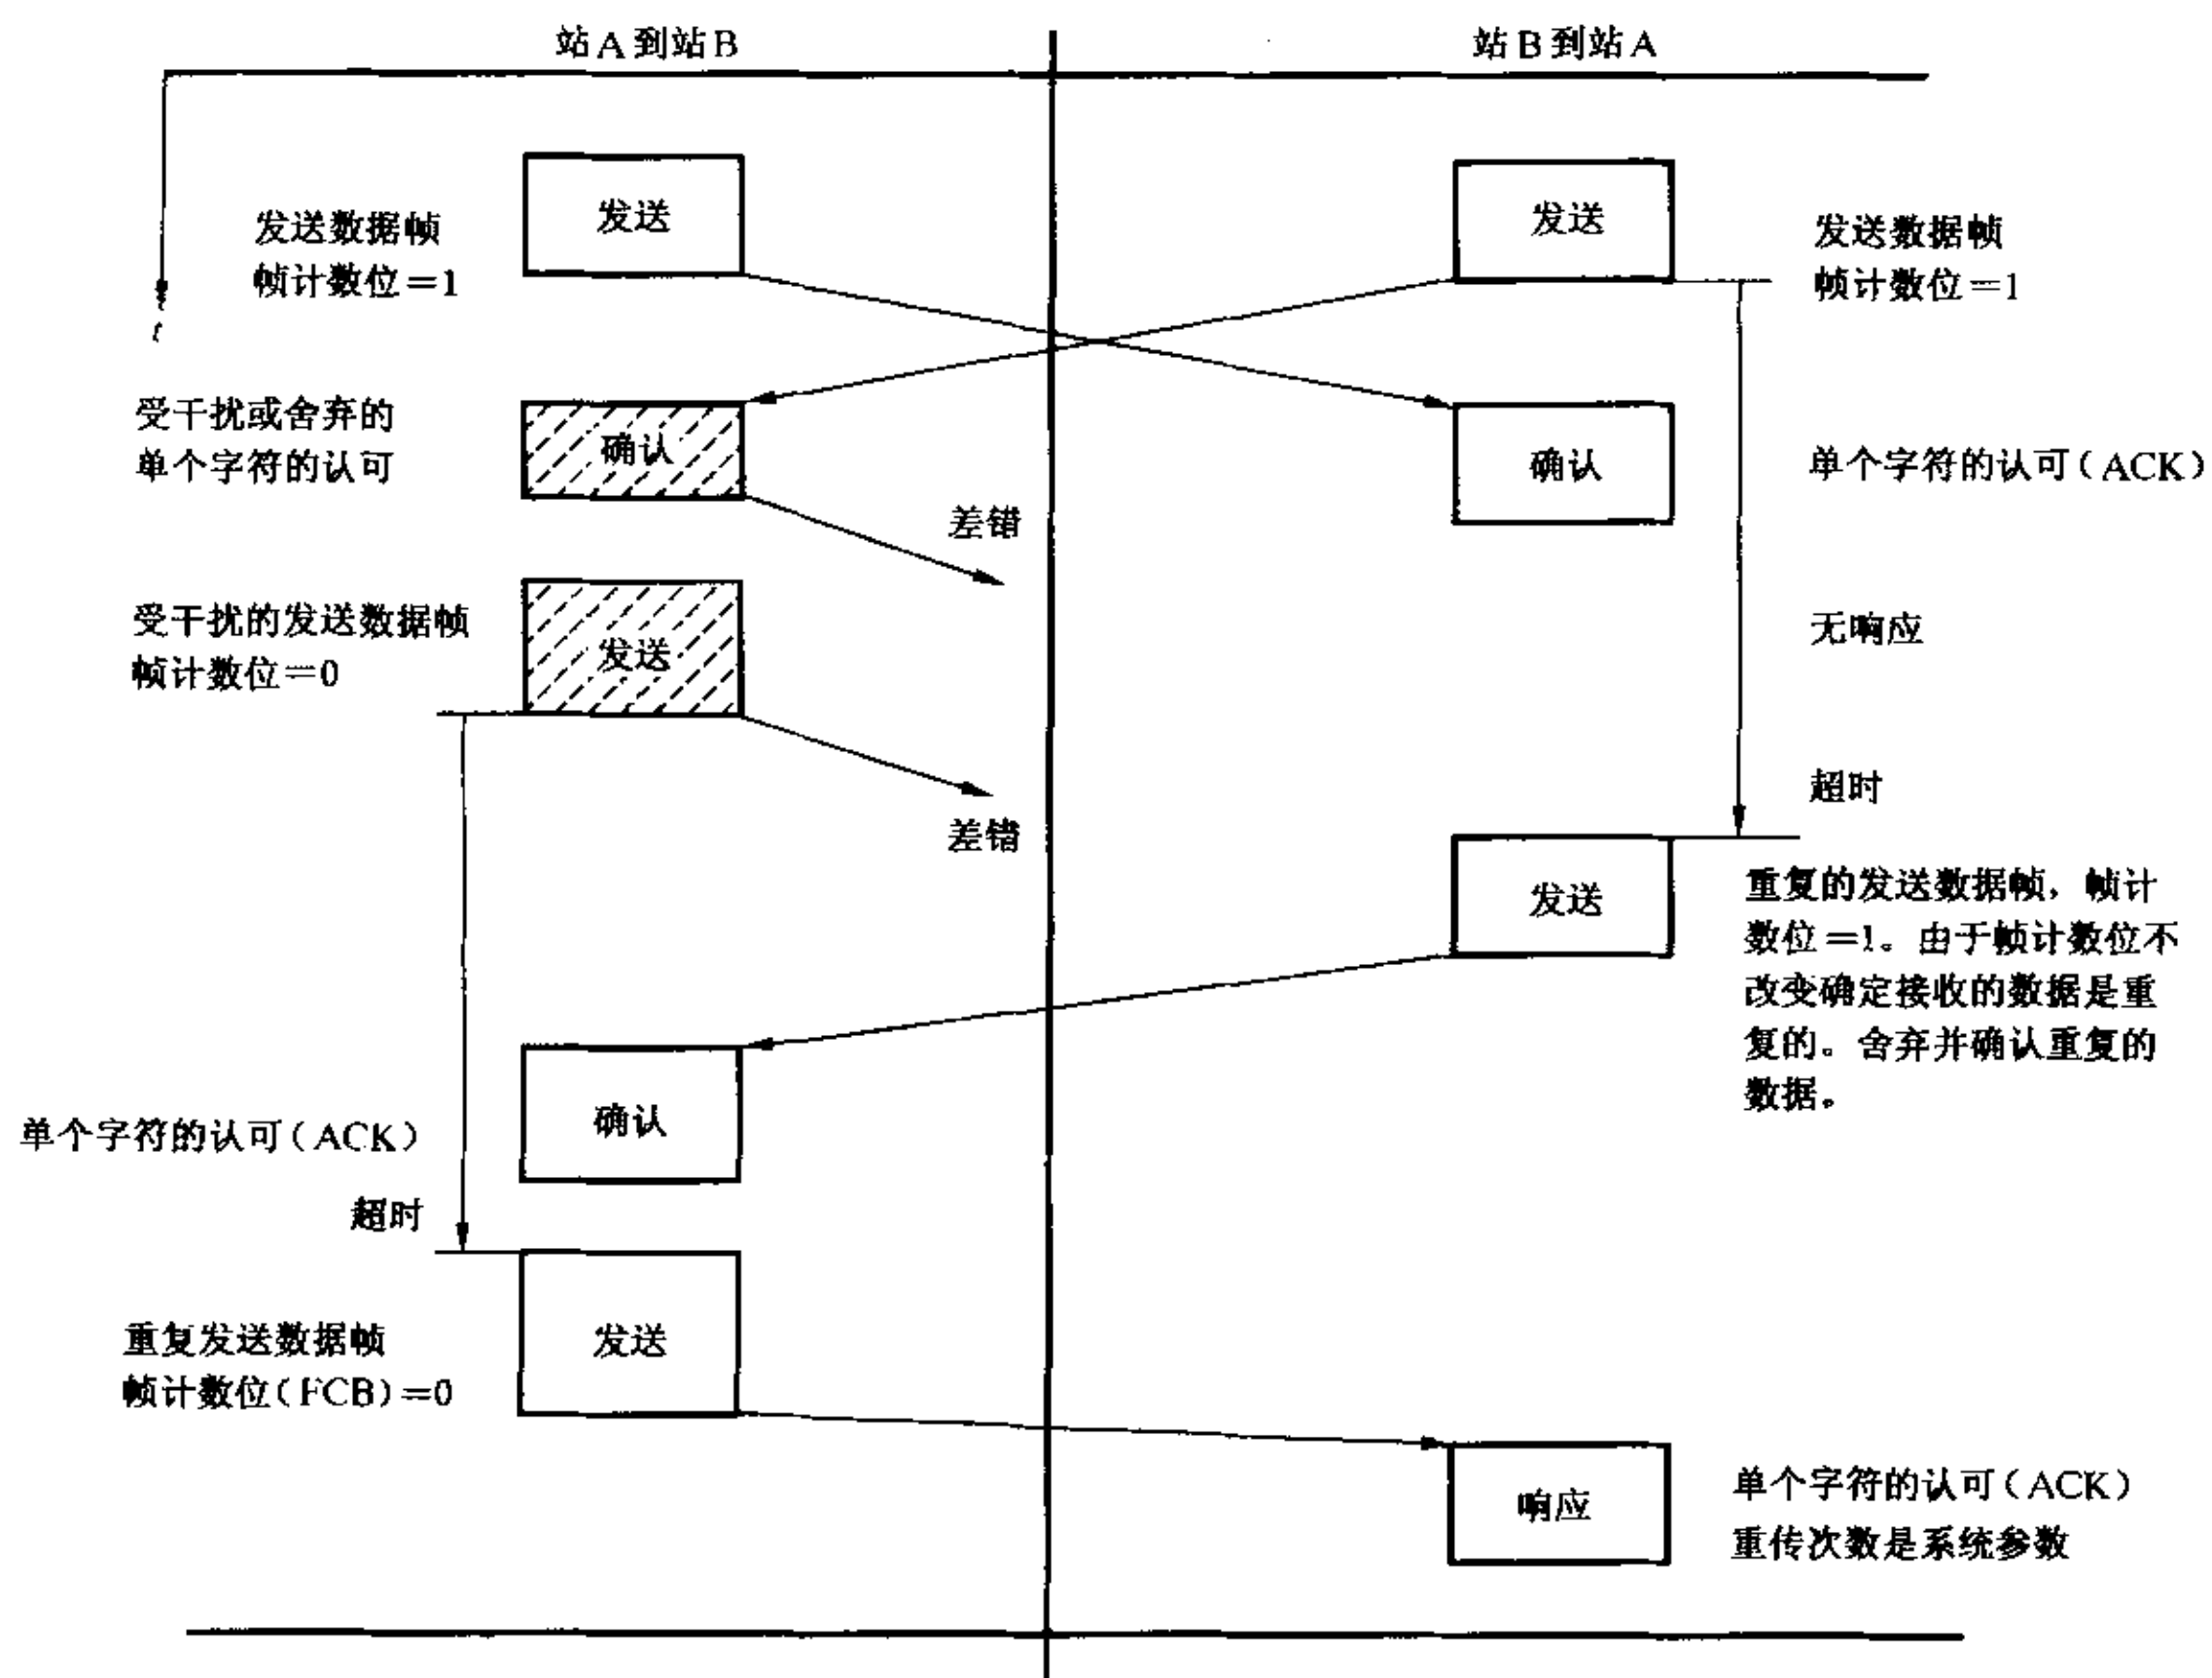 站A到站B
站B到站A
发送
发送
发送数据帧
帧计数位=1
发送数据帧
帧计数位=1
t
受干扰或舍弃的
单个字符的认可
确认
确认
单个字符的认可(ACK)
差错
受干扰的发送数据帧
帧计数位=0
发送
无响应
超时
差错
发送
重复的发送数据帧，帧计
数位=1。由于帧计数位不
改变确定接收的数据是重
复的。舍弃并确认重复的
数据。
确认
单个字符的认可(ACK)
超时
发送
重复发送数据帧
帧计数位(FCB)=0
响应
单个字符的认可(ACK)
重传次数是系统参数